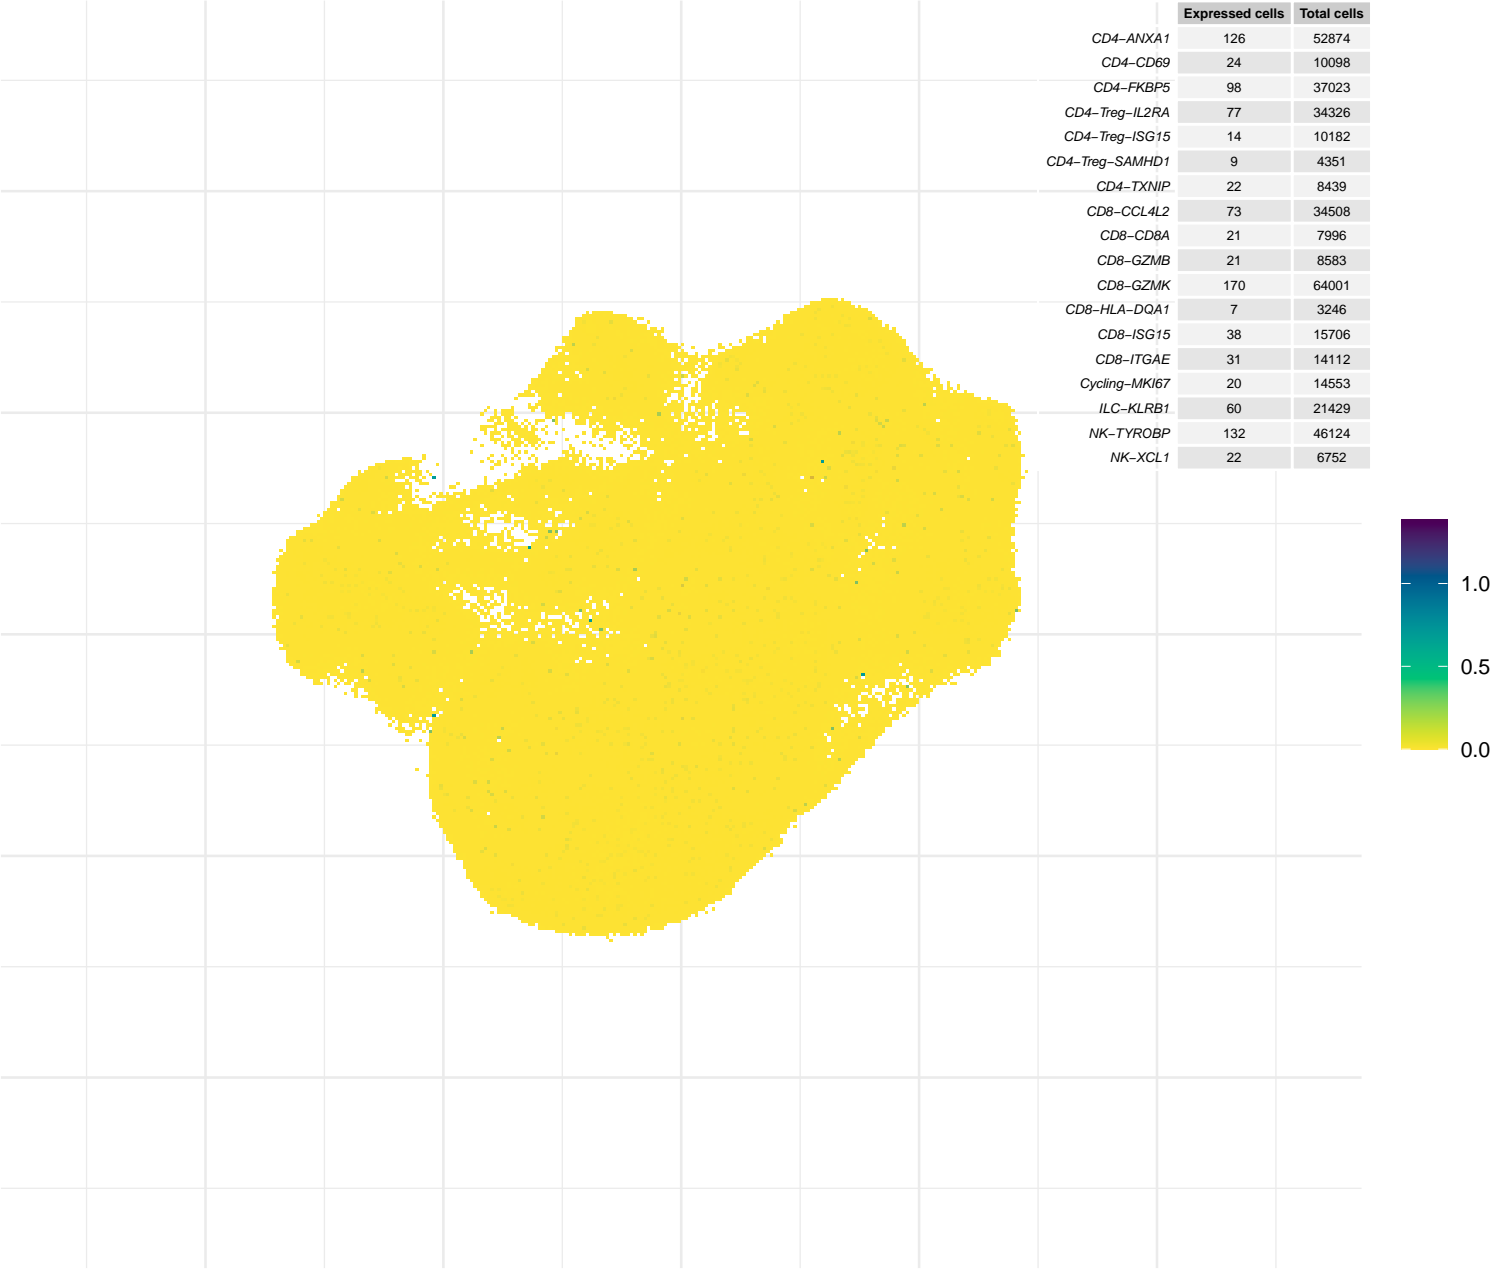 Expressed cells Total cells
CD4−ANXA1 126 52874
CD4−CD69 24 10098
CD4−FKBP5 98 37023
CD4−Treg−IL2RA 77 34326
CD4−Treg−ISG15 14 10182
CD4−Treg−SAMHD1 9 4351
CD4−TXNIP 22 8439
CD8−CCL4L2 73 34508
CD8−CD8A 21 7996
CD8−GZMB 21 8583
CD8−GZMK 170 64001
CD8−HLA−DQA1 7 3246
CD8−ISG15 38 15706
CD8−ITGAE 31 14112
Cycling−MKI67 20 14553
ILC−KLRB1 60 21429
NK−TYROBP 132 46124
NK−XCL1 22 6752
1.0
0.5
0.0